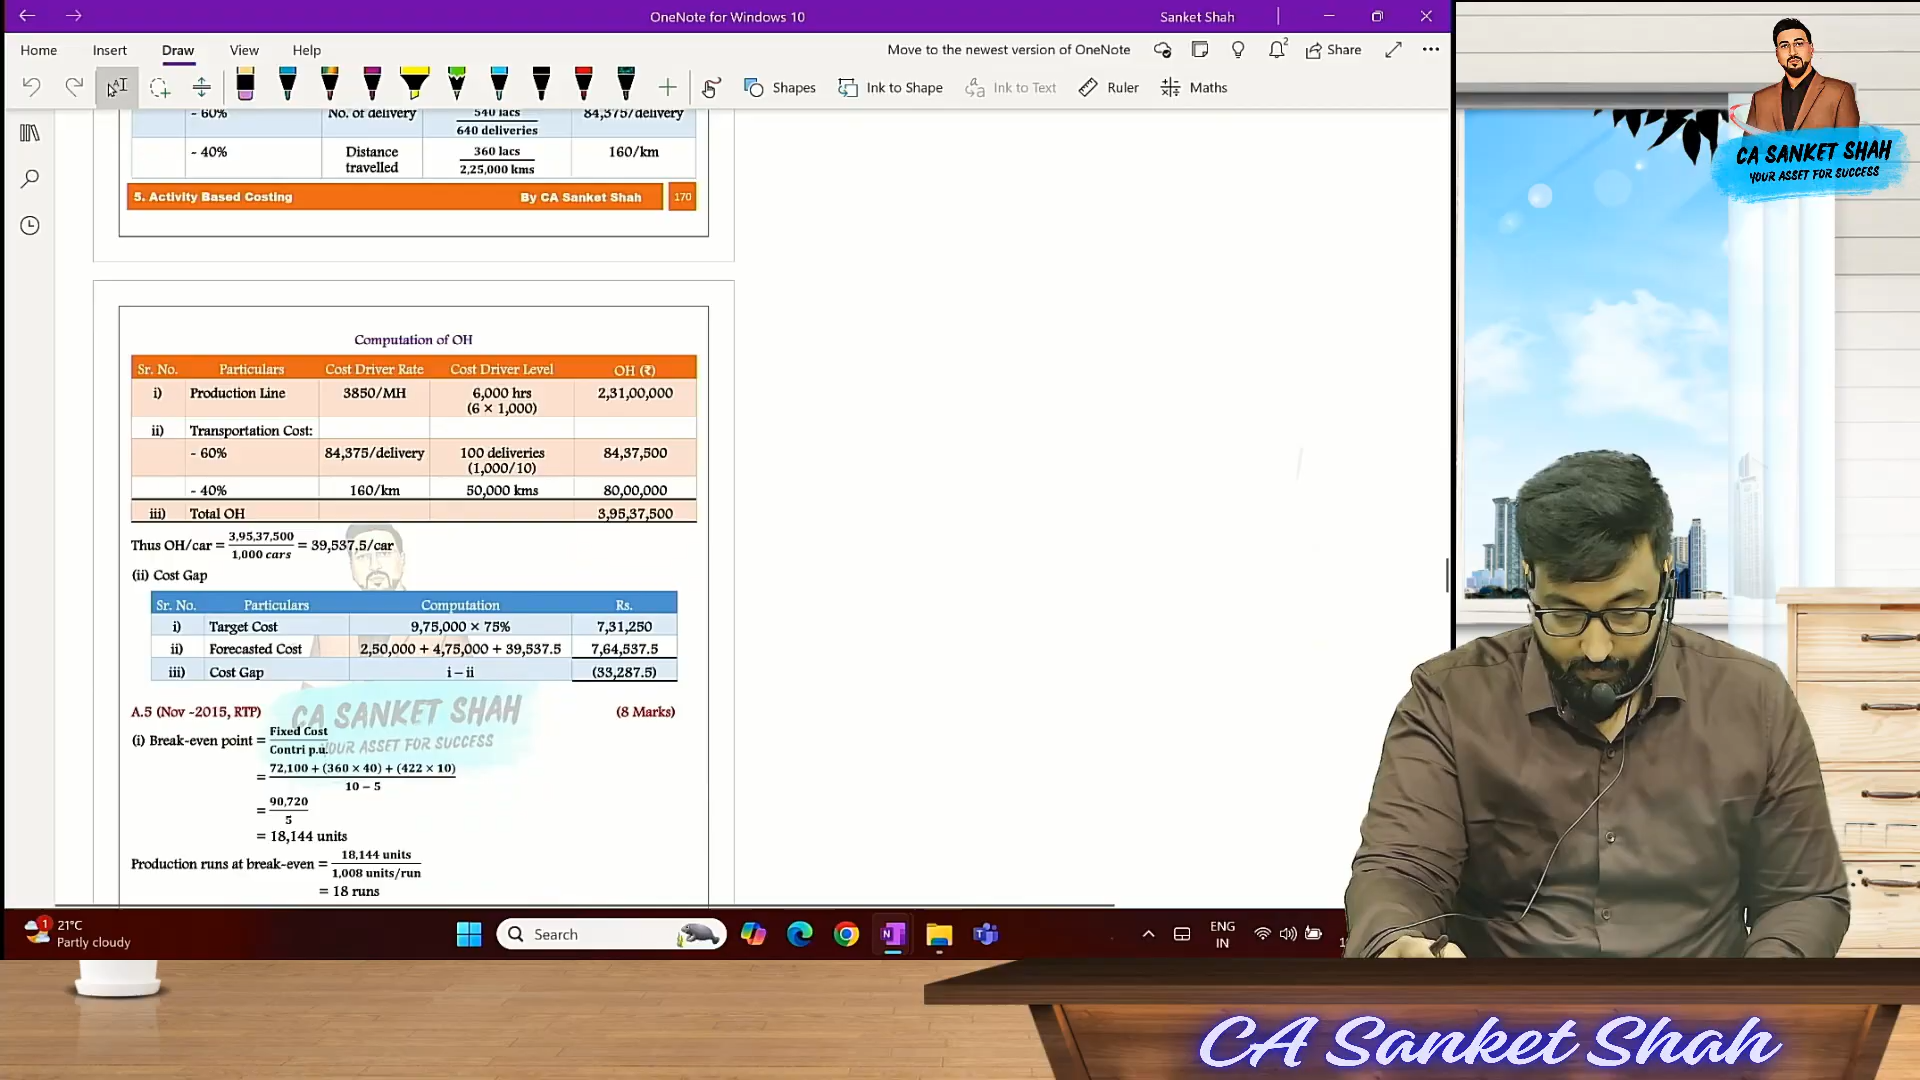 OneNote for Windows 10
Sanket Shah
Home Insert Draw View Help
Move to the newest version of OneNote
2
Share
Shapes
Ink to Shape
Ink to Text
Ruler
Maths
- 60% No. of delivery 540 lacs 84,375/delivery
640 deliveries
- 40% Distance travelled 360 lacs 160/km
2,25,000 kms
5. Activity Based Costing By CA Sanket Shah 170
Computation of OH
Sr. No. Particulars Cost Driver Rate Cost Driver Level OH (₹)
i) Production Line 3850/MH 6,000 hrs 2,31,00,000
(6 × 1,000)
ii) Transportation Cost:
- 60% 84,375/delivery 100 deliveries 84,37,500
(1,000/10)
- 40% 160/km 50,000 kms 80,00,000
iii) Total OH 3,95,37,500
Thus OH/car = 3,95,37,500 / 1,000 cars = 39,537.5/car
(ii) Cost Gap
Sr. No. Particulars Computation Rs.
i) Target Cost 9,75,000 × 75% 7,31,250
ii) Forecasted Cost 2,50,000 + 4,75,000 + 39,537.5 7,64,537.5
iii) Cost Gap i – ii (33,287.5)
CA SANKET SHAH
YOUR ASSET FOR SUCCESS
A.5 (Nov -2015, RTP) (8 Marks)
(i) Break-even point = Fixed Cost / Contri p.u.
= 72,100 + (360 × 40) + (422 × 10) / 10 – 5
= 90,720 / 5
= 18,144 units
Production runs at break-even = 18,144 units / 1,008 units/run
= 18 runs
CA SANKET SHAH
YOUR ASSET FOR SUCCESS
1
21°C
Partly cloudy
Search
ENG
IN
CA Sanket Shah